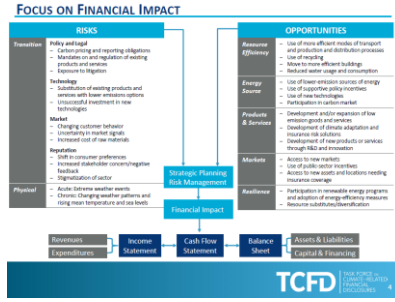 FOCUS ON FINANCIAL IMPACT
RISKS
Transition
Policy and Legal
– Carbon pricing and reporting obligations
– Mandates on and regulation of existing
products and services
– Exposure to litigation
Technology
– Substitution of existing products and
services with lower emissions options
– Unsuccessful investment in new
technologies
Market
– Changing customer behavior
– Uncertainty in market signals
– Increased cost of raw materials
Reputation
– Shift in consumer preferences
– Increased stakeholder concern/negative
feedback
– Stigmatization of sector
Physical
– Acute: Extreme weather events
– Chronic: Changing weather patterns and
rising mean temperature and sea levels
OPPORTUNITIES
Resource
Efficiency
– Use of more efficient modes of transport
and production and distribution processes
– Use of recycling
– Move to more efficient buildings
– Reduced water usage and consumption
Energy
Source
– Use of lower-emission sources of energy
– Use of supportive policy incentives
– Use of new technologies
– Participation in carbon market
Products
& Services
– Development and/or expansion of low
emission goods and services
– Development of climate adaptation and
insurance risk solutions
– Development of new products or services
through R&D and innovation
Markets
– Access to new markets
– Use of public-sector incentives
– Access to new assets and locations needing
insurance coverage
Resilience
– Participation in renewable energy programs
and adoption of energy-efficiency measures
– Resource substitutes/diversification
Strategic Planning
Risk Management
Financial Impact
Revenues
Expenditures
Income
Statement
Cash Flow
Statement
Balance
Sheet
Assets & Liabilities
Capital & Financing
TCFD
TASK FORCE ON
CLIMATE-RELATED
FINANCIAL
DISCLOSURES
4